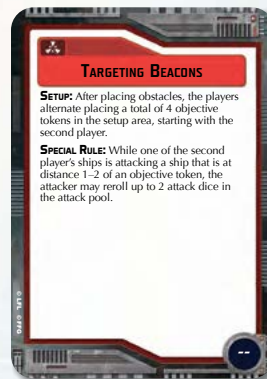 TARGETING BEACONS
SETUP: After placing obstacles, the players
alternate placing a total of 4 objective
tokens in the setup area, starting with the
second player.
SPECIAL RULE: While one of the second
player's ships is attacking a ship that is at
distance 1–2 of an objective token, the
attacker may reroll up to 2 attack dice in
the attack pool.
© LFL © FFG
--